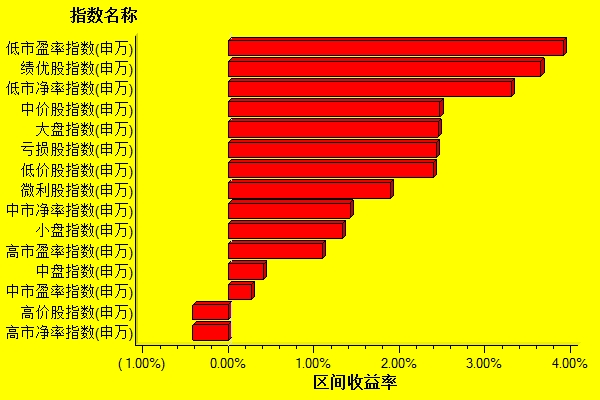 指数名称
低市盈率指数(申万)
绩优股指数(申万)
低市净率指数(申万)
中价股指数(申万)
大盘指数(申万)
亏损股指数(申万)
低价股指数(申万)
微利股指数(申万)
中市净率指数(申万)
小盘指数(申万)
高市盈率指数(申万)
中盘指数(申万)
中市盈率指数(申万)
高价股指数(申万)
高市净率指数(申万)
( 1.00%) 0.00% 1.00% 2.00% 3.00% 4.00%
区间收益率